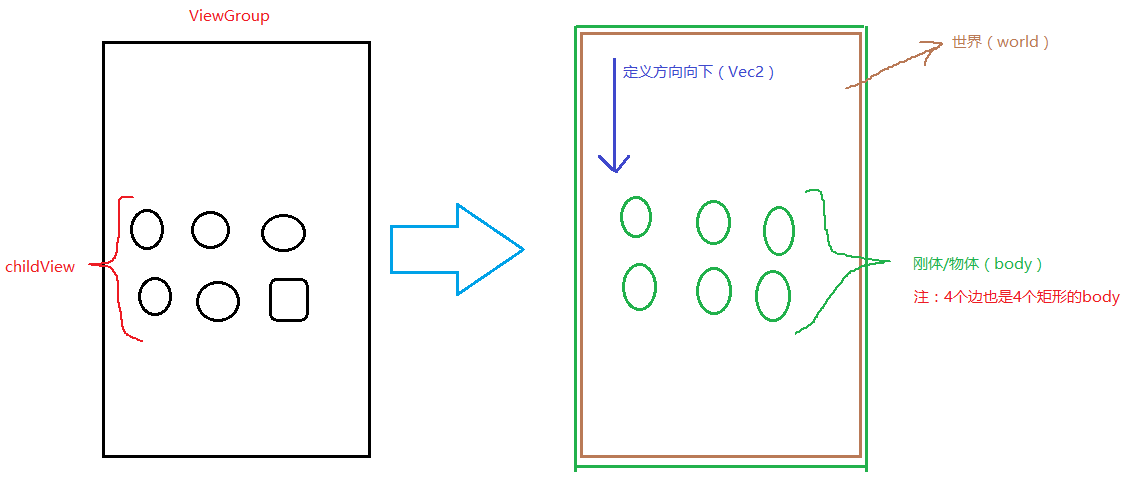 ViewGroup
世界（world）
定义方向向下（Vec2）
childView
刚体/物体（body）
注：4个边也是4个矩形的body